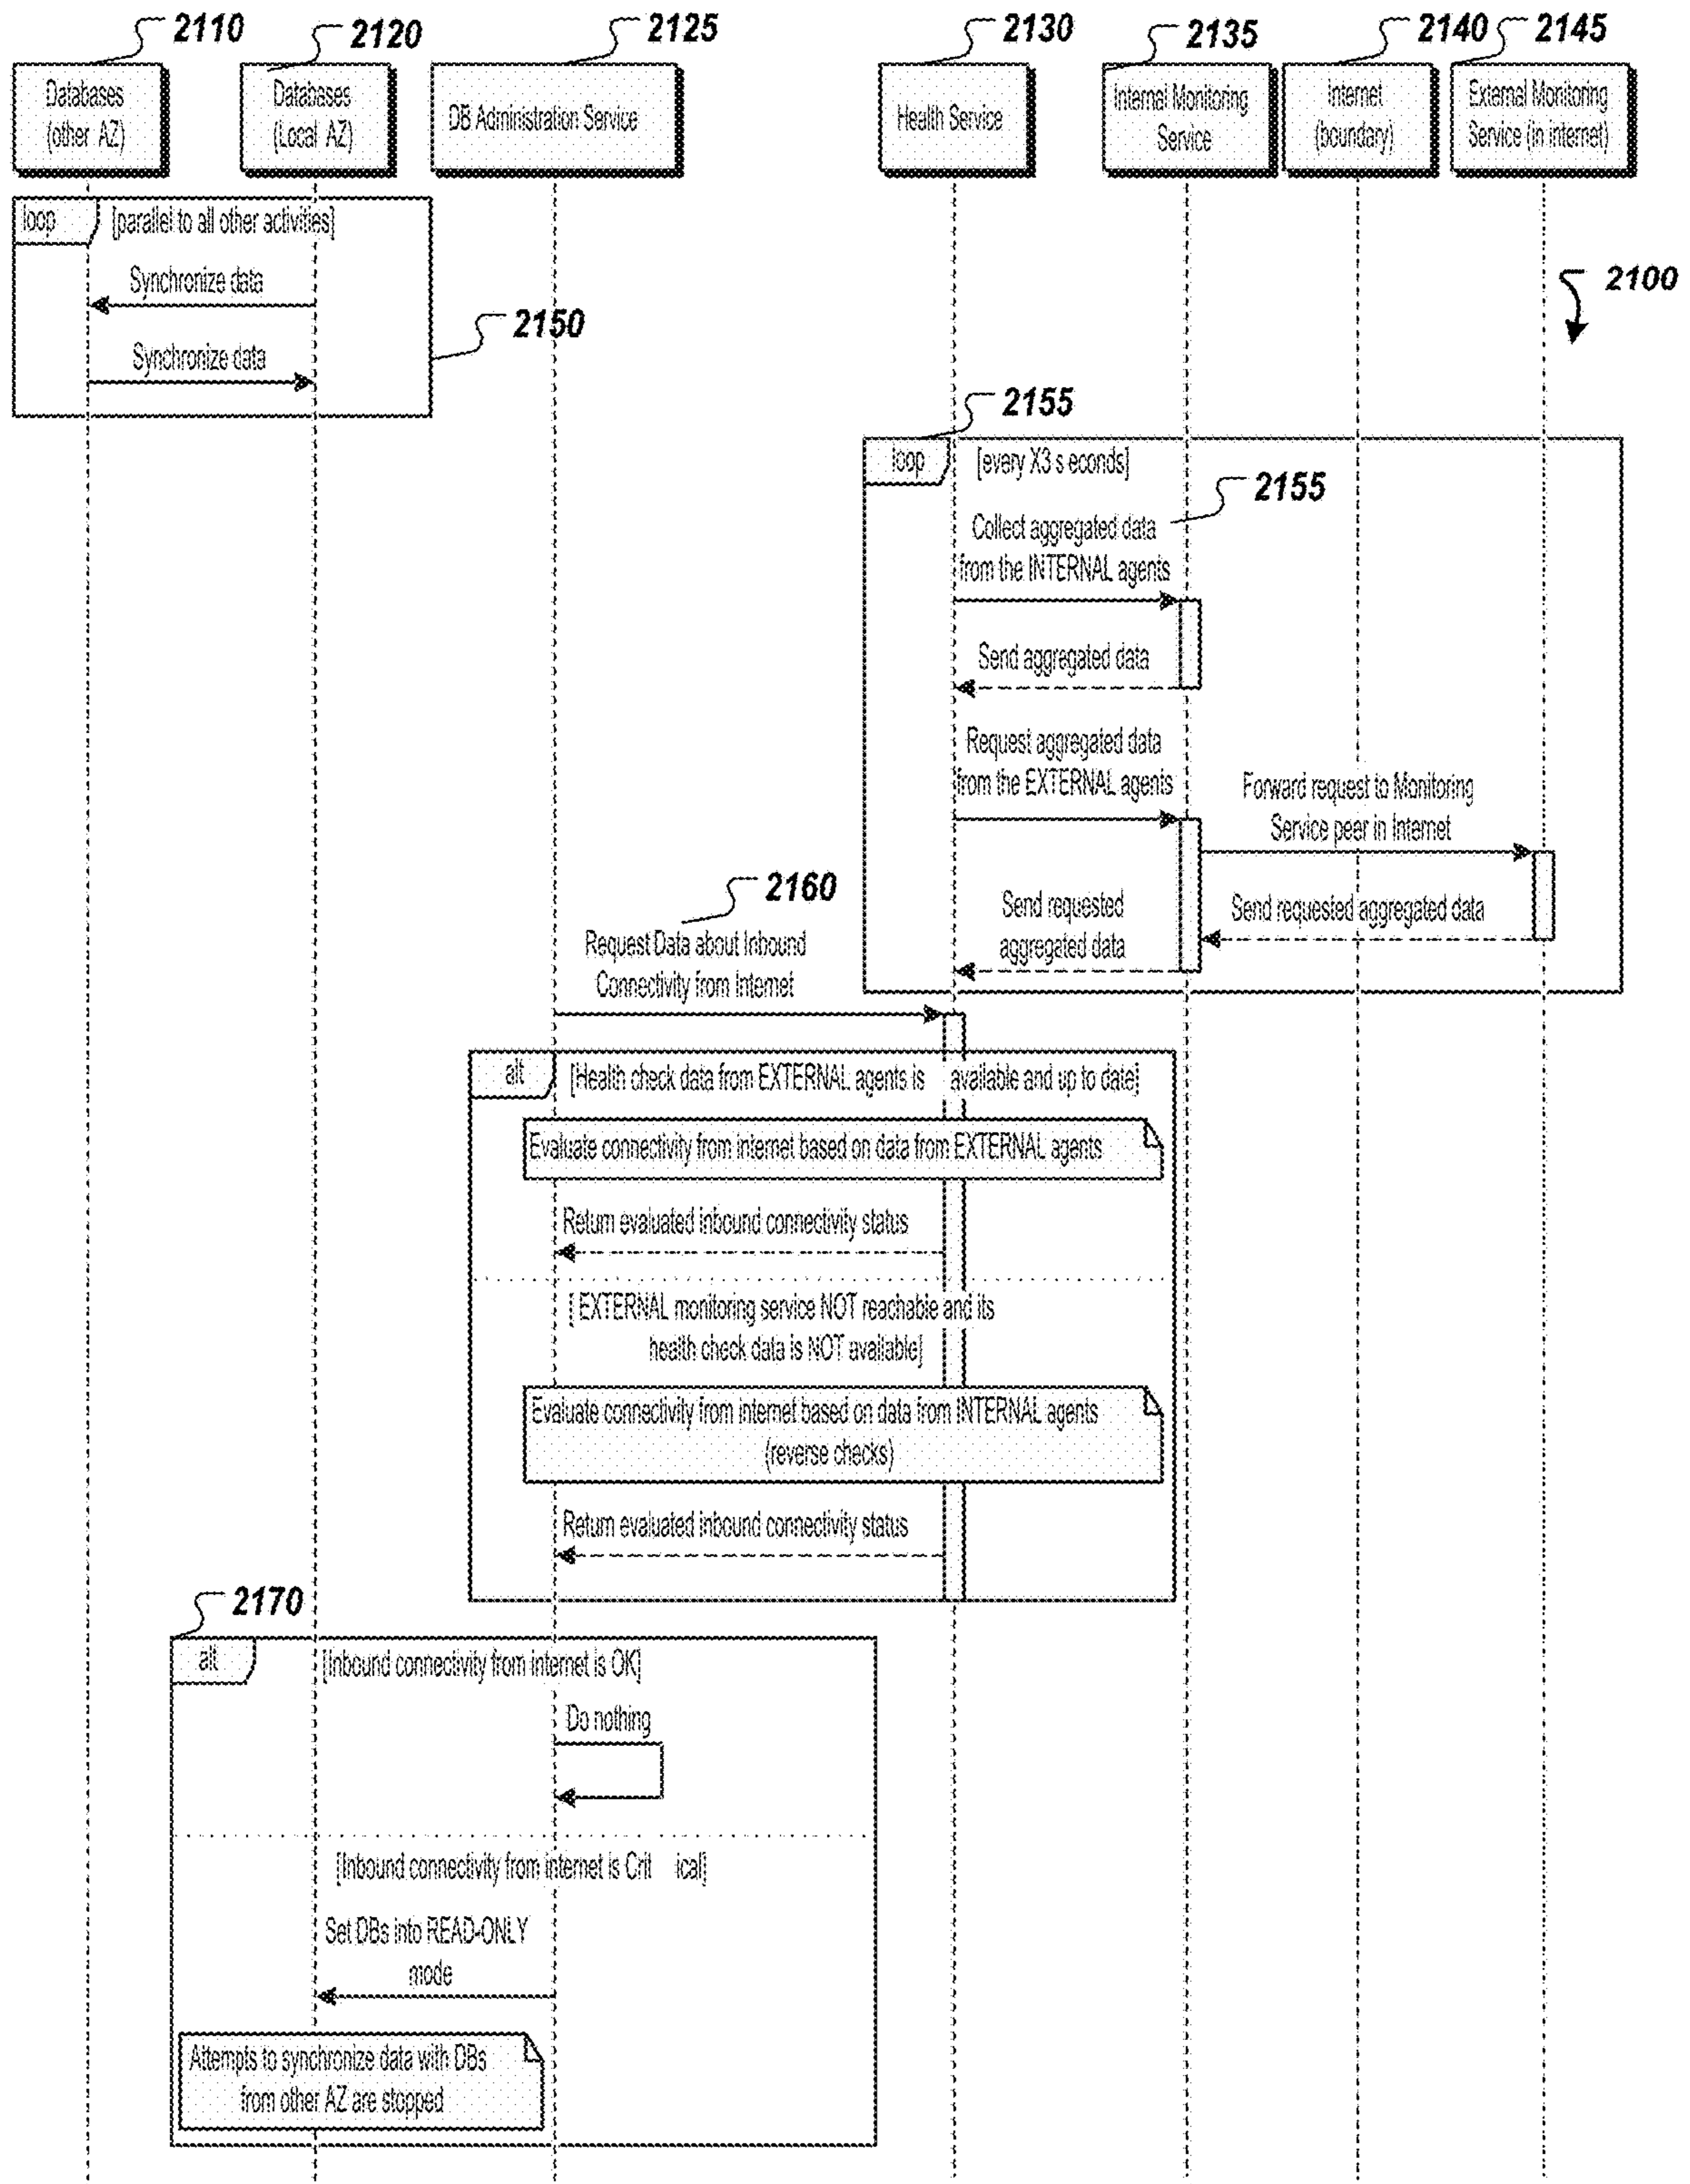 2110
2120
2125
2130
2135
2140
2145
Databases
(other AZ)
Databases
(Local AZ)
DB Administration Service
Health Service
Internal Monitoring
Service
Internet
(boundary)
External Monitoring
Service (in internet)
loop
[parallel to all other activities]
Synchronize data
2100
2150
Synchronize data
2155
loop
[every X3 s econds]
2155
Collect aggregated data
from the INTERNAL agents
Send aggregated data
Request aggregated data
from the EXTERNAL agents
Forward request to Monitoring
Service peer in Internet
2160
Send requested
aggregated data
Send requested aggregated data
Request Data about Inbound
Connectivity from Internet
alt
[Health check data from EXTERNAL agents is available and up to date]
Evaluate connectivity from internet based on data from EXTERNAL agents
Return evaluated inbound connectivity status
[ EXTERNAL monitoring service NOT reachable and its
health check data is NOT available]
Evaluate connectivity from internet based on data from INTERNAL agents
(reverse checks)
Return evaluated inbound connectivity status
2170
alt
[Inbound connectivity from internet is OK]
Do nothing
[Inbound connectivity from internet is Crit ical]
Set DBs into READ-ONLY
mode
Attempts to synchronize data with DBs
from other AZ are stopped